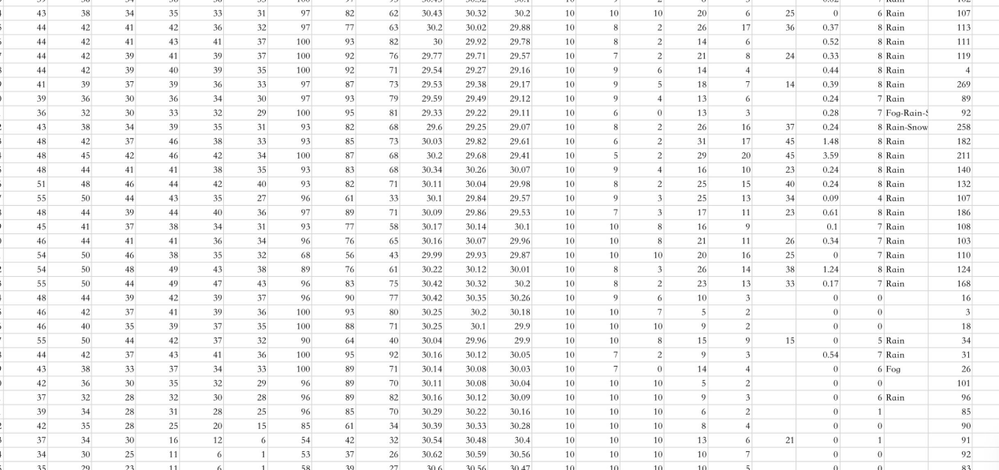 43 38 34 35 33 31 97 82 62 30.43 30.32 30.2 10 10 10 20 6 25 0 6 Rain 107
44 42 41 42 36 32 97 77 63 30.2 30.02 29.88 10 8 2 26 17 36 0.37 8 Rain 113
44 42 41 43 41 37 100 93 82 30 29.92 29.78 10 8 2 14 6 0.52 8 Rain 111
44 42 39 41 39 37 100 92 76 29.77 29.71 29.57 10 7 2 21 8 24 0.33 8 Rain 119
44 42 39 40 39 35 100 92 71 29.54 29.27 29.16 10 9 6 14 4 0.44 8 Rain 4
41 39 37 39 36 33 97 87 73 29.53 29.38 29.17 10 9 5 18 7 14 0.39 8 Rain 269
39 36 30 36 34 30 97 93 79 29.59 29.49 29.12 10 9 4 13 6 0.24 7 Rain 89
36 32 30 33 32 29 100 95 81 29.33 29.22 29.11 10 6 0 13 3 0.28 7 Fog-Rain-S 92
43 38 34 39 35 31 93 82 68 29.6 29.25 29.07 10 8 2 26 16 37 0.24 8 Rain-Snow 258
48 42 37 46 38 33 93 85 73 30.03 29.82 29.61 10 6 2 31 17 45 1.48 8 Rain 182
48 45 42 46 42 34 100 87 68 30.2 29.68 29.41 10 5 2 29 20 45 3.59 8 Rain 211
48 44 41 41 38 35 93 83 68 30.34 30.26 30.07 10 9 4 16 10 23 0.24 8 Rain 140
51 48 46 44 42 40 93 82 71 30.11 30.04 29.98 10 8 2 25 15 40 0.24 8 Rain 132
55 50 44 43 35 27 96 61 33 30.1 29.84 29.57 10 9 3 25 13 34 0.09 4 Rain 107
48 44 39 44 40 36 97 89 71 30.09 29.86 29.53 10 7 3 17 11 23 0.61 8 Rain 186
45 41 37 38 34 31 93 77 58 30.17 30.14 30.1 10 10 8 16 9 0.1 7 Rain 108
46 44 41 41 36 34 96 76 65 30.16 30.07 29.96 10 10 8 21 11 26 0.34 7 Rain 103
54 50 46 38 35 32 68 56 43 29.99 29.93 29.87 10 10 10 20 16 25 0 7 Rain 110
54 50 48 49 43 38 89 76 61 30.22 30.12 30.01 10 8 3 26 14 38 1.24 8 Rain 124
55 50 44 49 47 43 96 83 75 30.42 30.32 30.2 10 8 2 23 13 33 0.17 7 Rain 168
48 44 39 42 39 37 96 90 77 30.42 30.35 30.26 10 9 6 10 3 0 0 16
46 42 37 41 39 36 100 93 80 30.25 30.2 30.18 10 10 7 5 2 0 0 3
46 40 35 39 37 35 100 88 71 30.25 30.1 29.9 10 10 10 9 2 0 0 18
55 50 44 42 37 32 90 64 40 30.04 29.96 29.9 10 10 8 15 9 15 0 5 Rain 34
44 42 37 43 41 36 100 95 92 30.16 30.12 30.05 10 7 2 9 3 0.54 7 Rain 31
43 38 33 37 34 33 100 89 71 30.14 30.08 30.03 10 7 0 14 4 0 6 Fog 26
42 36 30 35 32 29 96 89 70 30.11 30.08 30.04 10 10 10 5 2 0 0 101
37 32 28 32 30 28 96 89 82 30.16 30.12 30.09 10 10 10 9 3 0 6 Rain 96
39 34 28 31 28 25 96 85 70 30.29 30.22 30.16 10 10 10 6 2 0 1 85
42 35 28 25 20 15 85 61 34 30.39 30.33 30.28 10 10 10 8 4 0 0 90
37 34 30 16 12 6 54 42 32 30.54 30.48 30.4 10 10 10 13 6 21 0 1 91
34 30 25 11 6 1 53 37 26 30.62 30.59 30.56 10 10 10 10 7 0 0 92
35 29 23 11 6 1 58 39 27 30.6 30.56 30.47 10 10 10 10 5 0 0 83